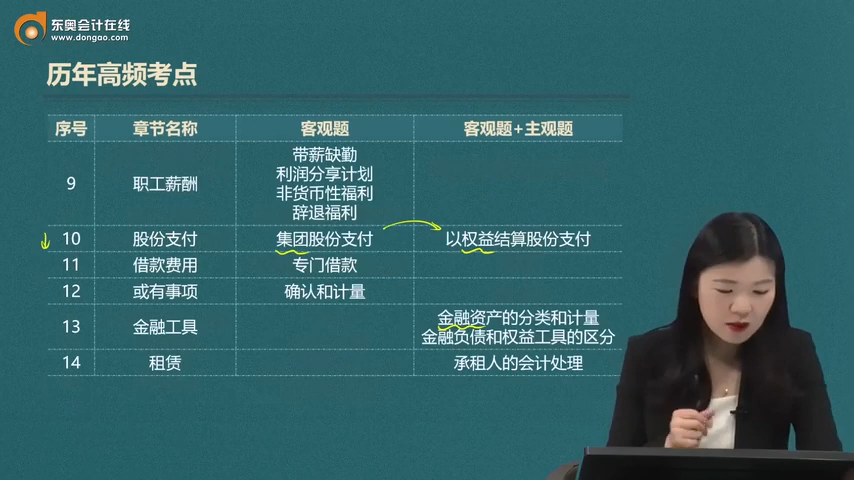 东奥会计在线
www.dongao.com
历年高频考点
序号 章节名称 客观题 客观题+主观题
9 职工薪酬 带薪缺勤
利润分享计划
非货币性福利
辞退福利
10 股份支付 集团股份支付 以权益结算股份支付
11 借款费用 专门借款
12 或有事项 确认和计量
13 金融工具 金融资产的分类和计量
金融负债和权益工具的区分
14 租赁 承租人的会计处理